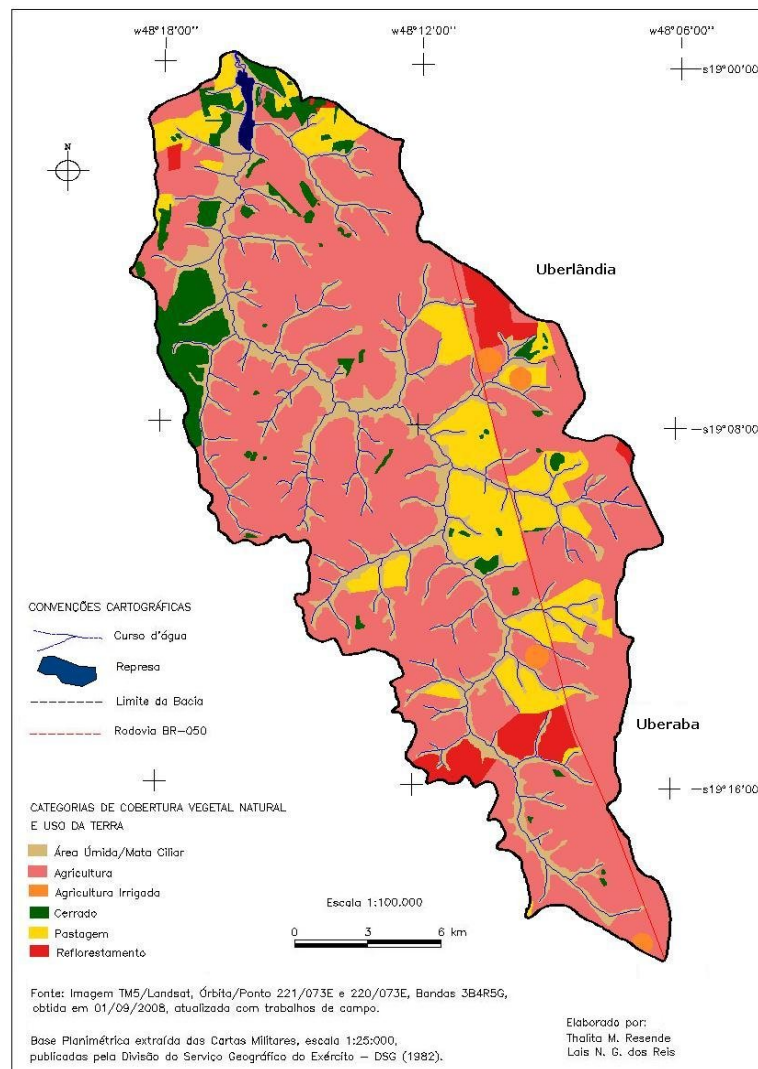 w48°18'00'' w48°12'00'' w48°06'00''
s19°00'00
N
Uberlândia
s19°08'00
CONVENÇÕES CARTOGRÁFICAS
Curso d'água
Represa
Limite da Bacia
Rodovia BR-050
Uberaba
s19°16'00
CATEGORIAS DE COBERTURA VEGETAL NATURAL
E USO DA TERRA
Área Úmida/Mata Ciliar
Agricultura
Agricultura Irrigada
Cerrado
Pastagem
Reflorestamento
Escala 1:100.000
0 3 6 km
Fonte: Imagem TM5/Landsat, Órbita/Ponto 221/073E e 220/073E, Bandas 3B4R5G,
obtida em 01/09/2008, atualizada com trabalhos de campo.
Base Planimétrica extraída das Cartas Militares, escala 1:25:000,
publicadas pela Divisão do Serviço Geográfico do Exército – DSG (1982).
Elaborado por:
Thalita M. Resende
Lais N. G. dos Reis